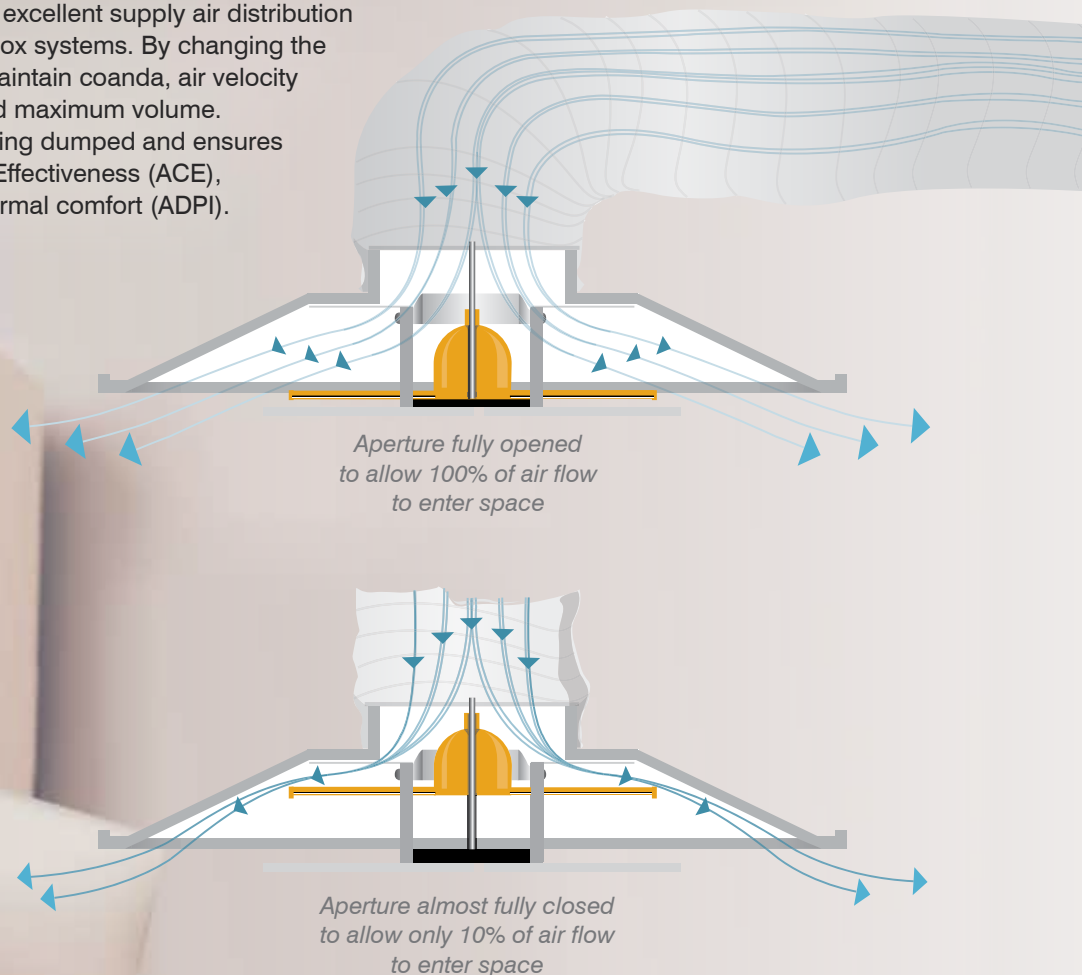 excellent supply air distribution
ox systems. By changing the
aintain coanda, air velocity
d maximum volume.
ing dumped and ensures
Effectiveness (ACE),
rmal comfort (ADPI).
Aperture fully opened
to allow 100% of air flow
to enter space
Aperture almost fully closed
to allow only 10% of air flow
to enter space